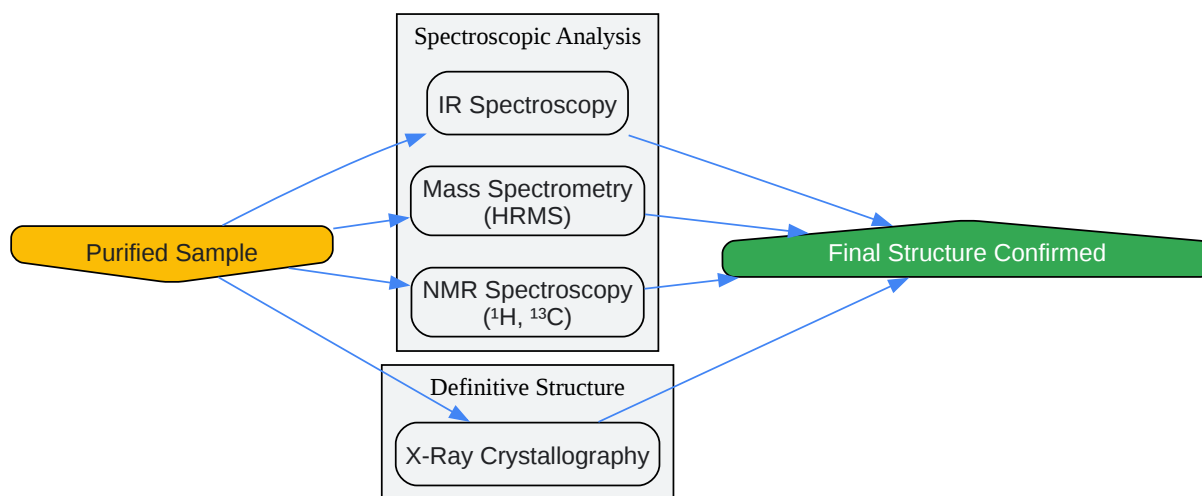 Spectroscopic Analysis
IR Spectroscopy
Mass Spectrometry
(HRMS)
Purified Sample
Final Structure Confirmed
NMR Spectroscopy
(¹H, ¹³C)
Definitive Structure
X-Ray Crystallography